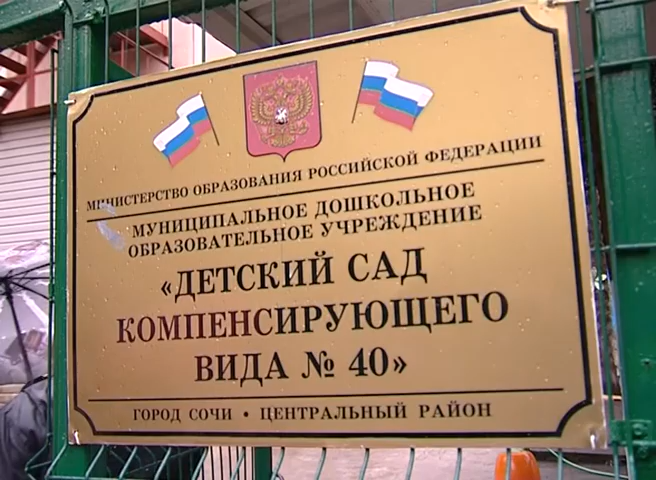 МИНИСТЕРСТВО ОБРАЗОВАНИЯ РОССИЙСКОЙ ФЕДЕРАЦИИ
МУНИЦИПАЛЬНОЕ ДОШКОЛЬНОЕ
ОБРАЗОВАТЕЛЬНОЕ УЧРЕЖДЕНИЕ
«ДЕТСКИЙ САД
КОМПЕНСИРУЮЩЕГО
ВИДА № 40»
ГОРОД СОЧИ • ЦЕНТРАЛЬНЫЙ РАЙОН